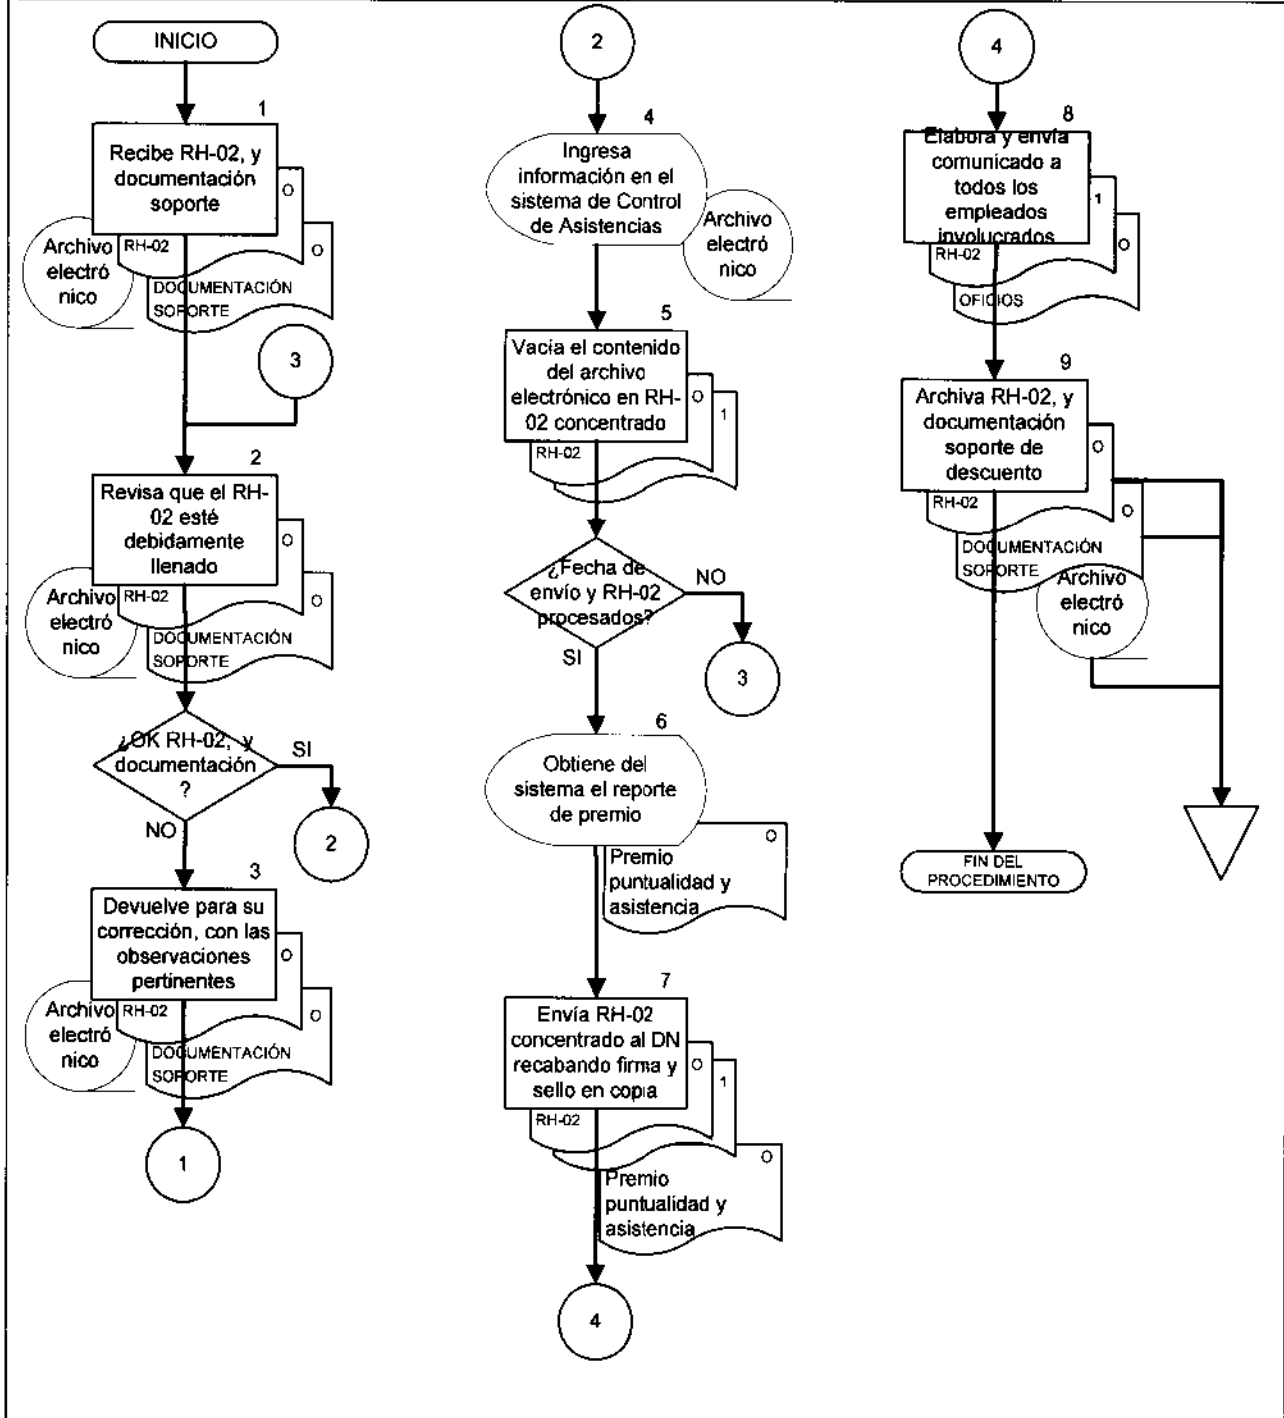 INICIO
1
Recibe RH-02, y
documentación
soporte
O
RH-02
O
Archivo
electró
nico
DOCUMENTACIÓN
SOPORTE
3
2
Revisa que el RH-
02 esté
debidamente
llenado
O
RH-02
O
Archivo
electró
nico
DOCUMENTACIÓN
SOPORTE
¿OK RH-02, y
documentación
?
SI
2
NO
3
Devuelve para su
corrección, con las
observaciones
pertinentes
O
RH-02
O
Archivo
electró
nico
DOCUMENTACIÓN
SOPORTE
1
2
4
Ingresa
información en el
sistema de Control
de Asistencias
Archivo
electró
nico
5
Vacía el contenido
del archivo
electrónico en RH-
02 concentrado
O
1
RH-02
¿Fecha de
envío y RH-02
procesados?
NO
3
SI
6
Obtiene del
sistema el reporte
de premio
O
Premio
puntualidad y
asistencia
7
Envía RH-02
concentrado al DN
recabando firma y
sello en copia
O
1
RH-02
O
Premio
puntualidad y
asistencia
4
4
8
Elabora y envía
comunicado a
todos los
empleados
involucrados
1
RH-02
O
OFICIOS
9
Archiva RH-02, y
documentación
soporte de
descuento
O
RH-02
O
DOCUMENTACIÓN
SOPORTE
Archivo
electró
nico
FIN DEL
PROCEDIMIENTO